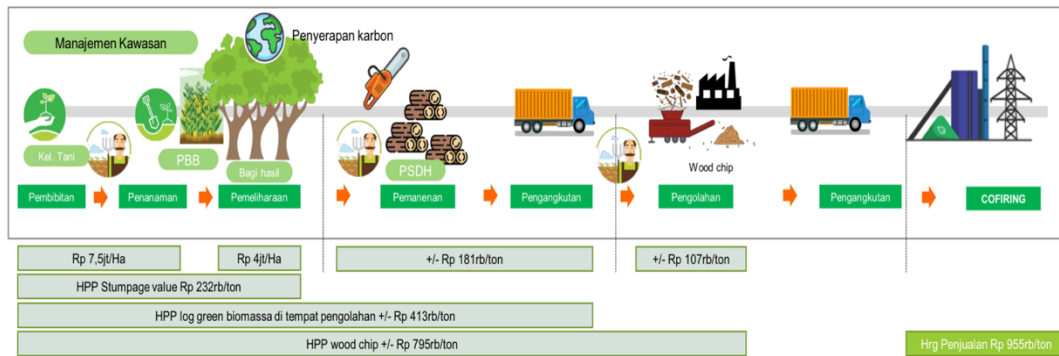 Manajemen Kawasan
Penyerapan karbon
Kel. Tani
PBB
Bagi hasil
PSDH
Wood chip
Pembibitan
Penanaman
Pemeliharaan
Pemanenan
Pengangkutan
Pengolahan
Pengangkutan
COFIRING
Rp 7,5jt/Ha
Rp 4jt/Ha
+/- Rp 181rb/ton
+/- Rp 107rb/ton
HPP Stumpage value Rp 232rb/ton
HPP log green biomassa di tempat pengolahan +/- Rp 413rb/ton
HPP wood chip +/- Rp 795rb/ton
Hrg Penjualan Rp 955rb/ton